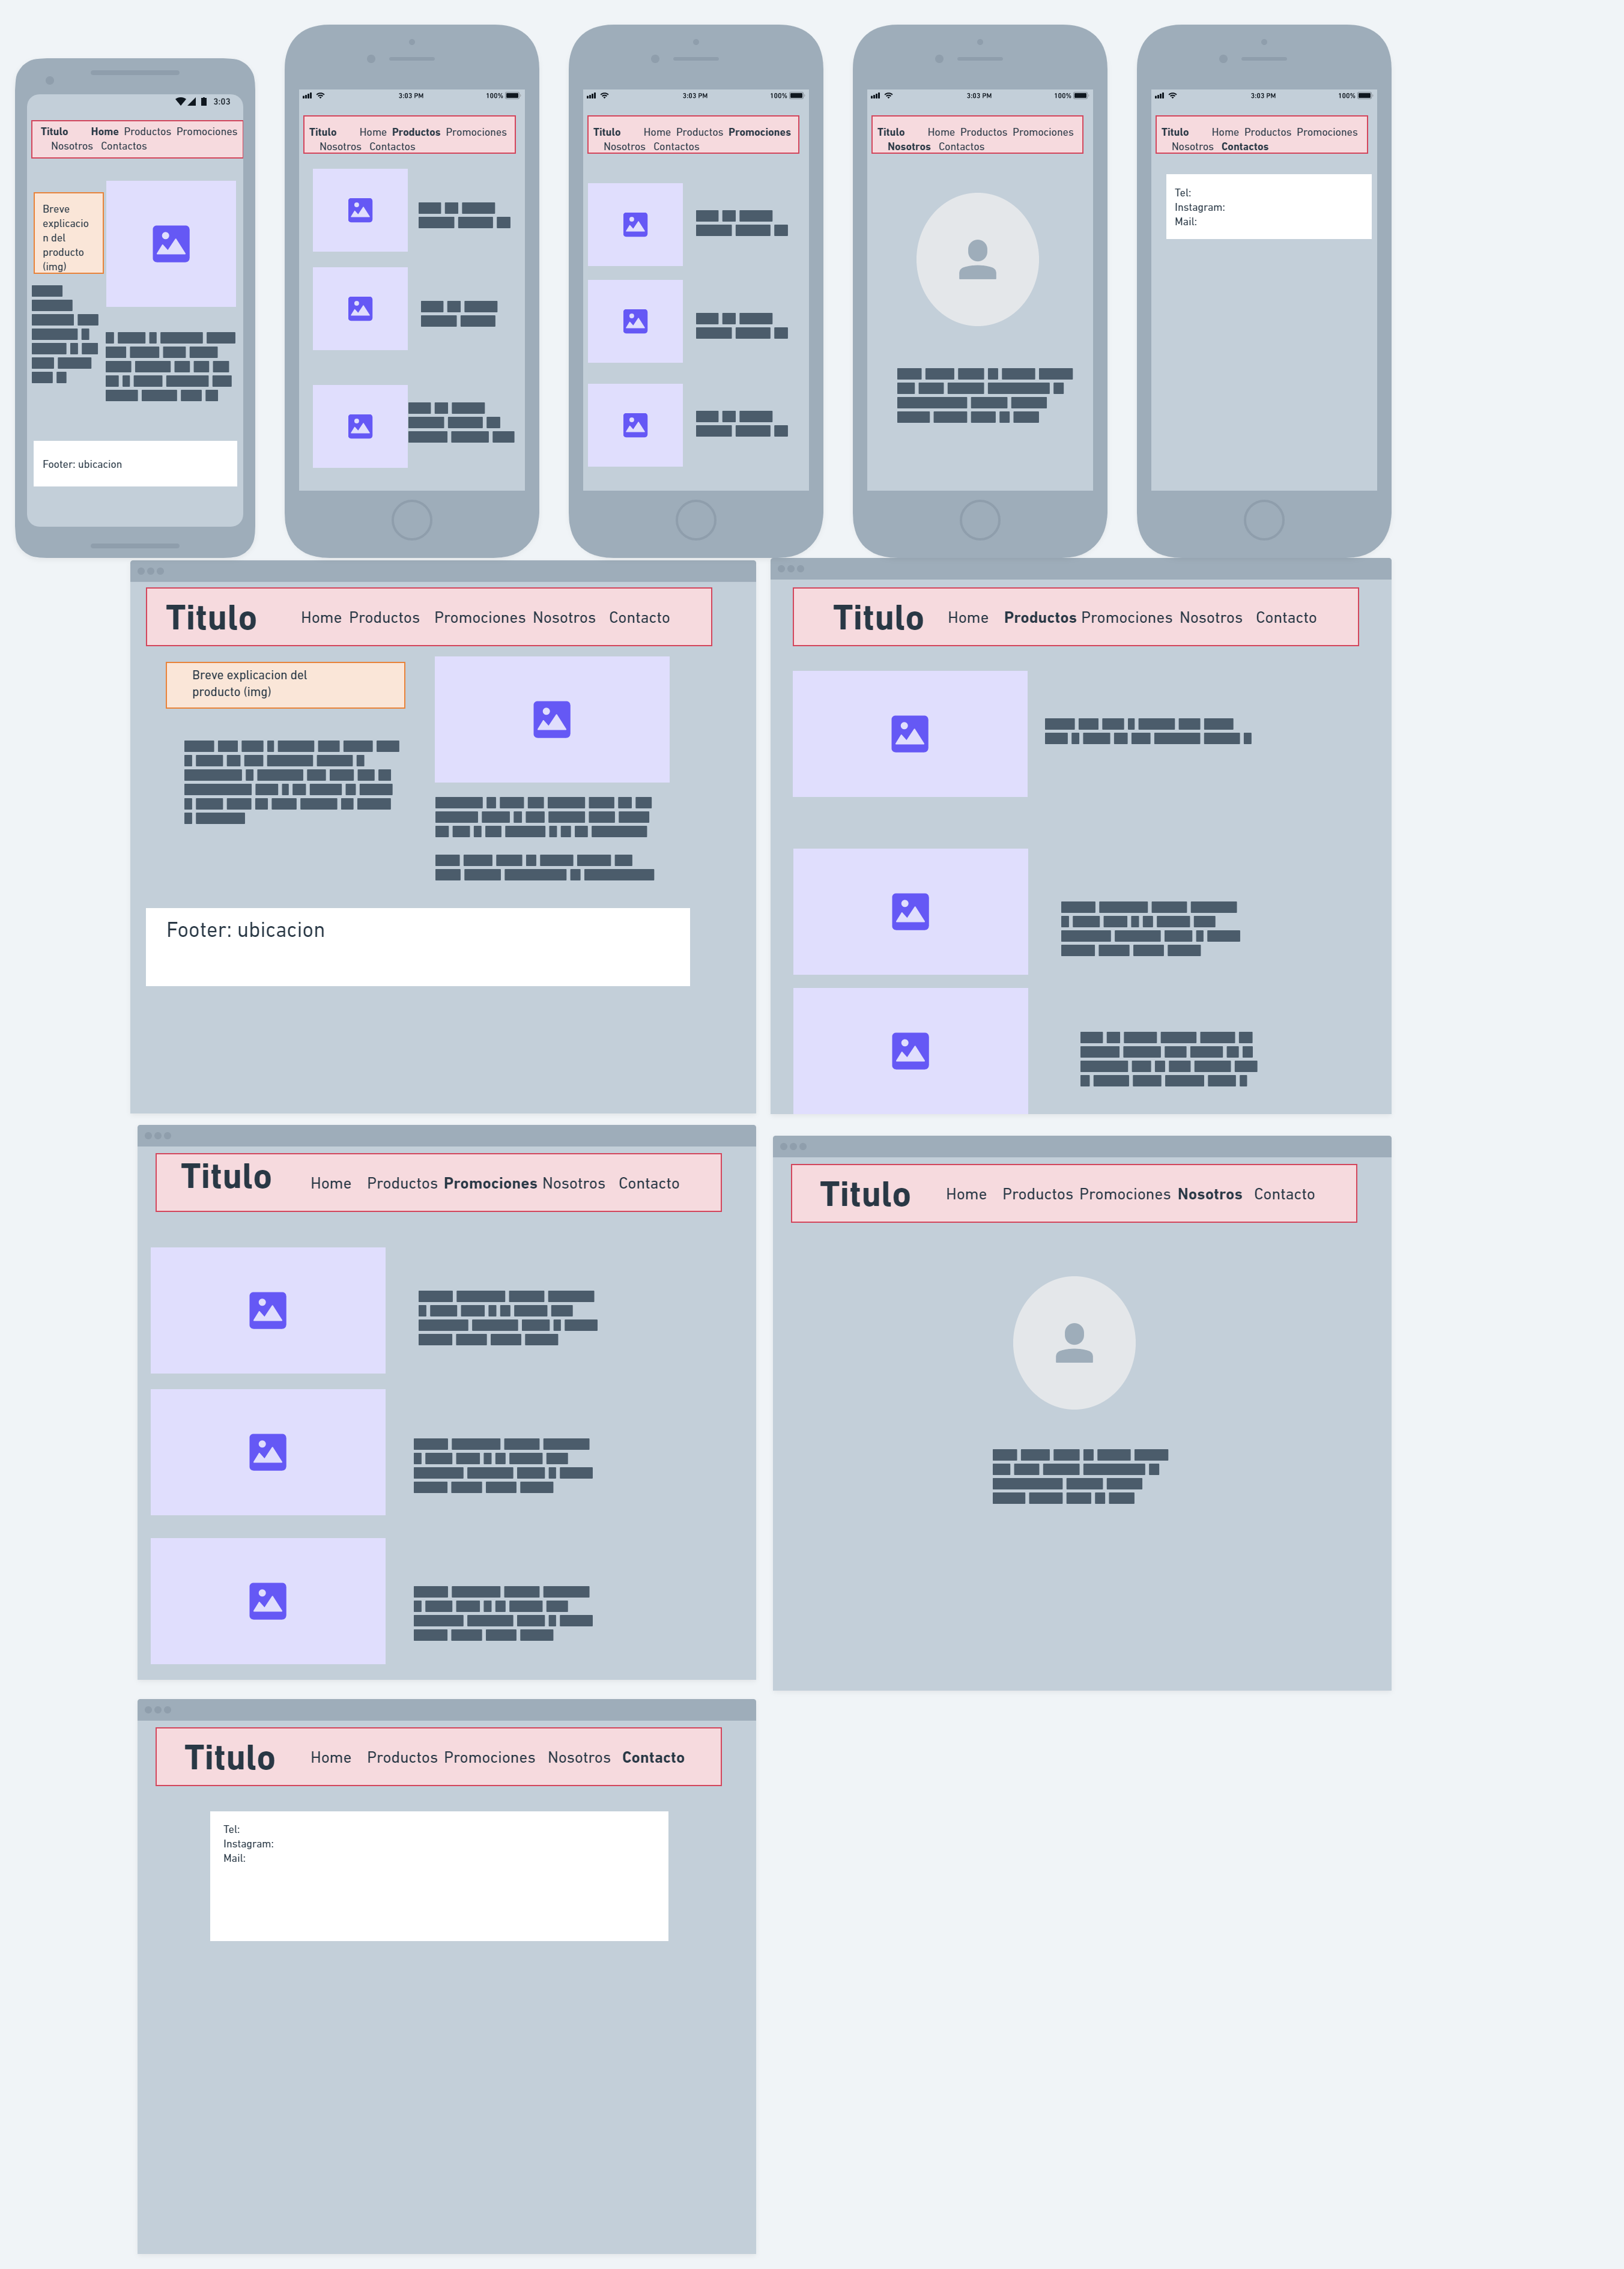 3:03
Titulo Home Productos Promociones
Nosotros Contactos
Breve
explicacio
n del
producto
(img)
Footer: ubicacion
3:03 PM 100%
Titulo Home Productos Promociones
Nosotros Contactos
3:03 PM 100%
Titulo Home Productos Promociones
Nosotros Contactos
3:03 PM 100%
Titulo Home Productos Promociones
Nosotros Contactos
3:03 PM 100%
Titulo Home Productos Promociones
Nosotros Contactos
Tel:
Instagram:
Mail:
Titulo Home Productos Promociones Nosotros Contacto
Breve explicacion del
producto (img)
Footer: ubicacion
Titulo Home Productos Promociones Nosotros Contacto
Titulo Home Productos Promociones Nosotros Contacto
Titulo Home Productos Promociones Nosotros Contacto
Titulo Home Productos Promociones Nosotros Contacto
Tel:
Instagram:
Mail: